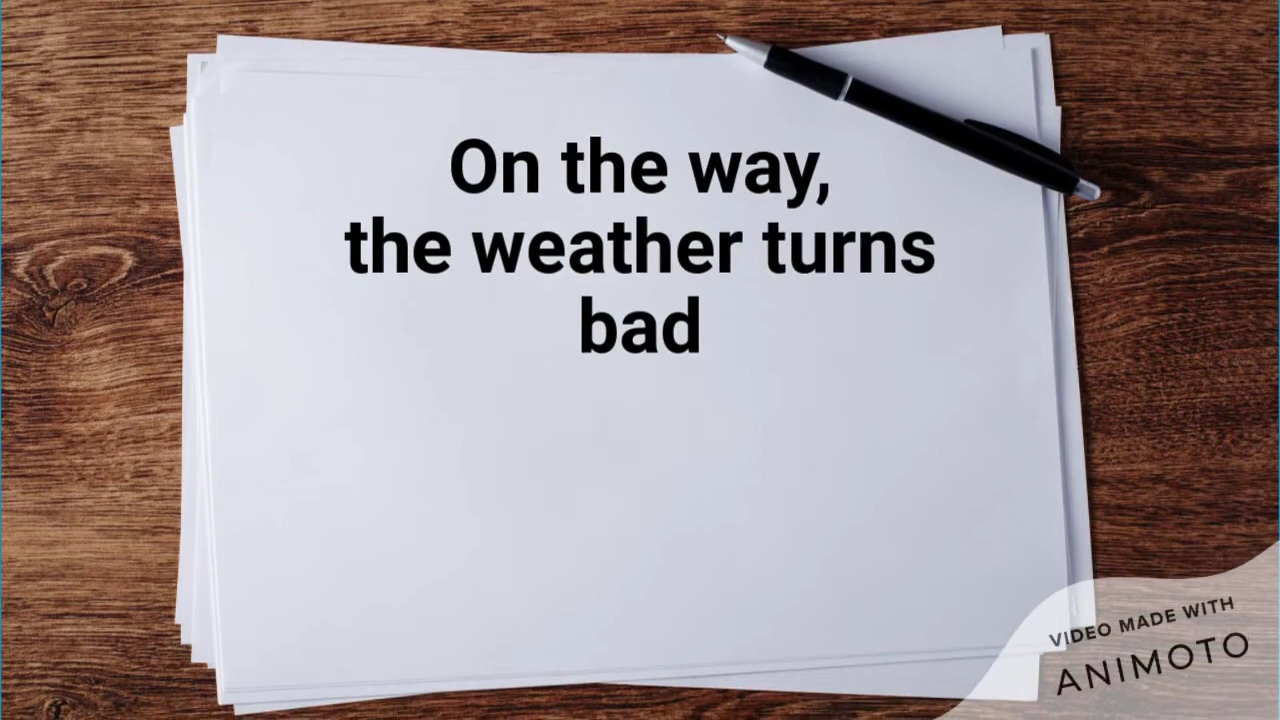 On the way,
the weather turns
bad
VIDEO MADE WITH
ANIMOTO